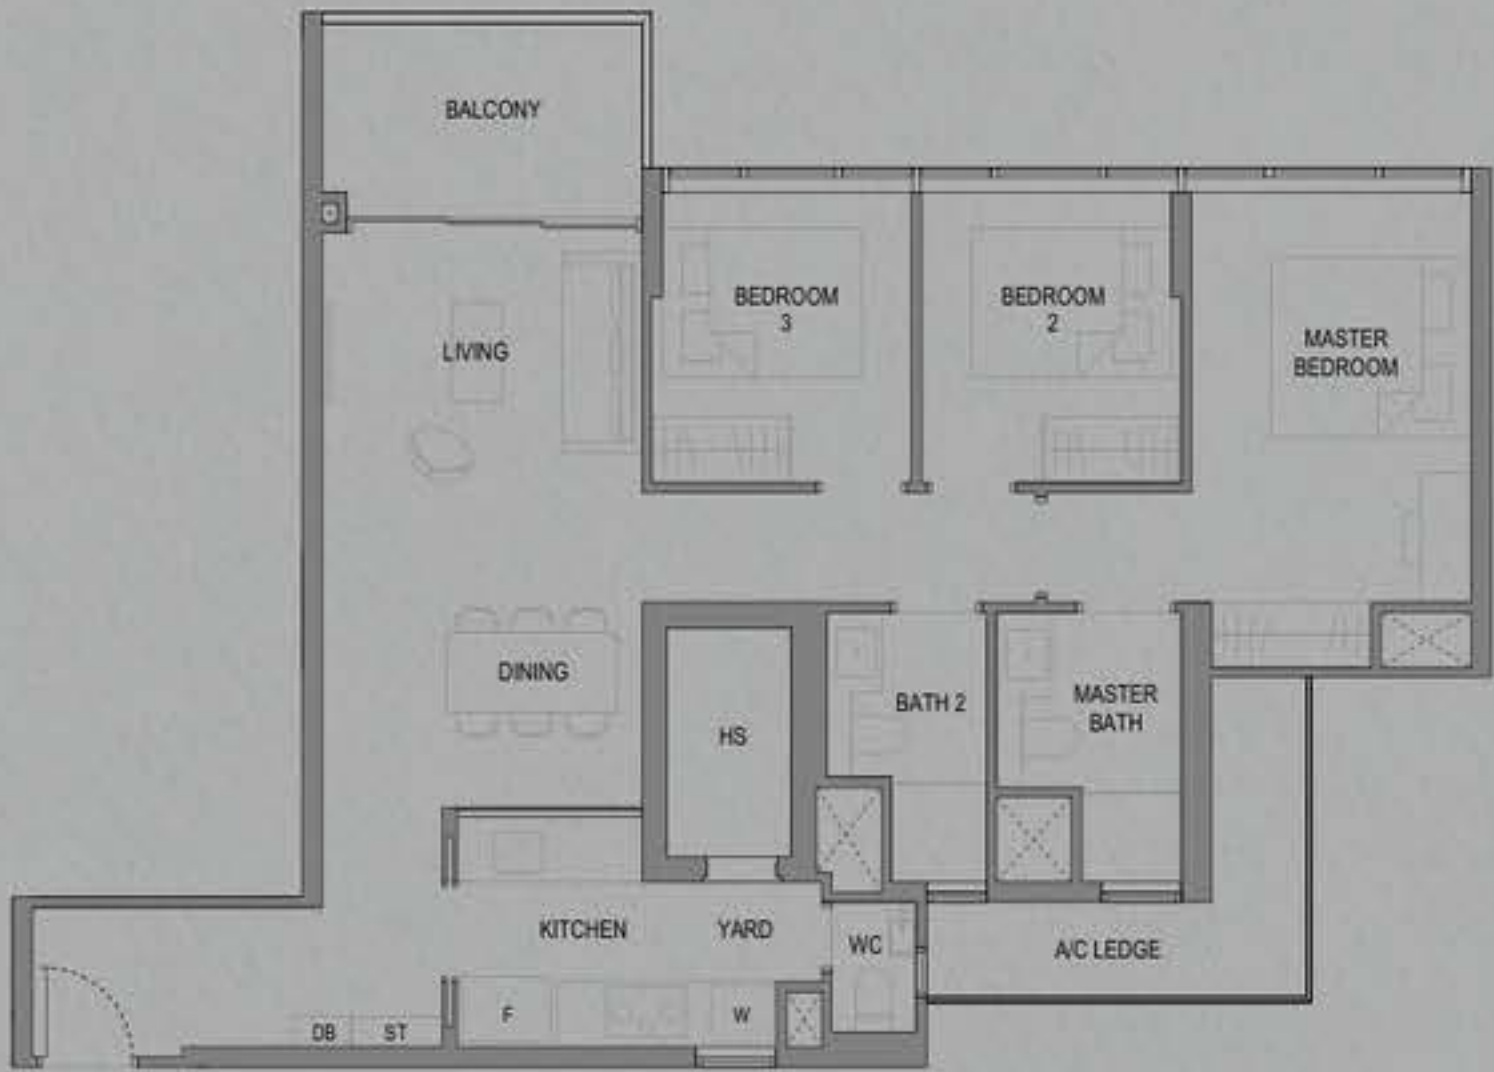 BALCONY
BEDROOM
3
BEDROOM
2
LIVING
MASTER
BEDROOM
DINING
HS
BATH 2
MASTER
BATH
KITCHEN
YARD
WC
A/C LEDGE
F
W
DB
ST